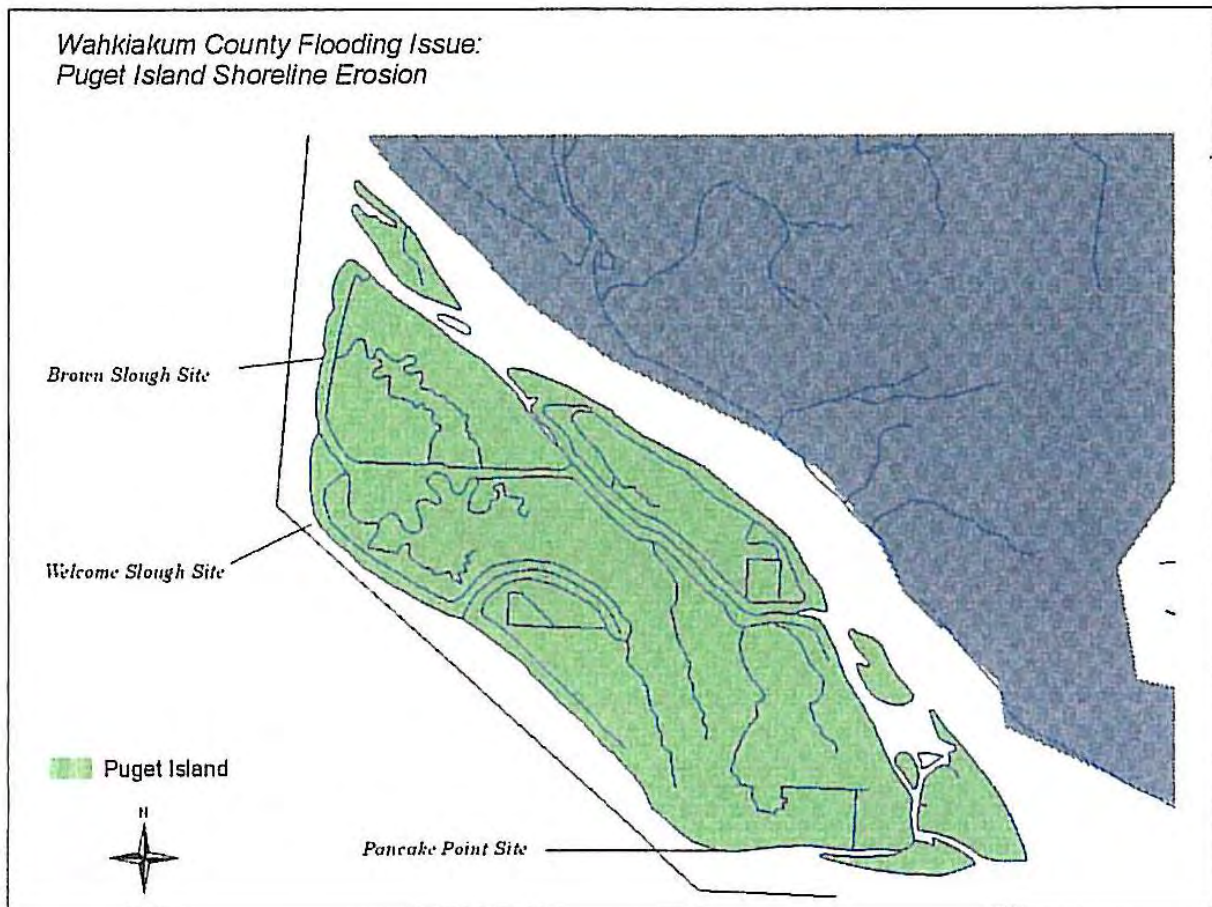 Wahkiakum County Flooding Issue:
Puget Island Shoreline Erosion
Brown Slough Site
Welcome Slough Site
Puget Island
N
Pancake Point Site